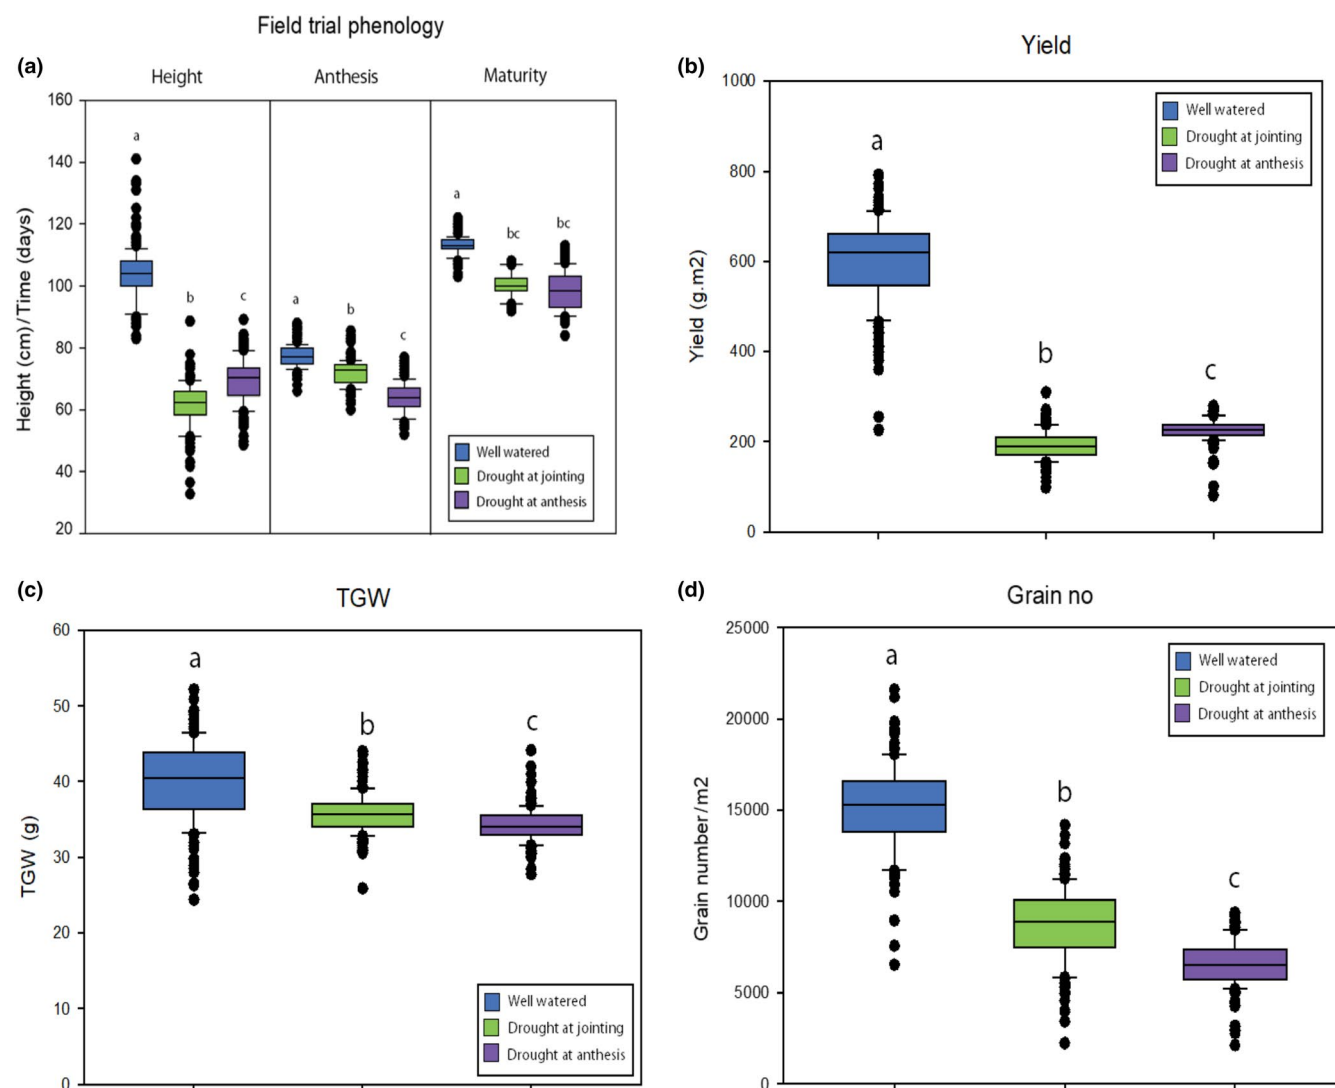 Field trial phenology
(a)
Height Anthesis Maturity
Height (cm)/Time (days)
160
140
120
100
80
60
40
20
a
b
c
a
b
c
a
bc
bc
Well watered
Drought at jointing
Drought at anthesis
(b)
Yield
Yield (g.m2)
1000
800
600
400
200
0
a
b
c
Well watered
Drought at jointing
Drought at anthesis
(c)
TGW
TGW (g)
60
50
40
30
20
10
0
a
b
c
Well watered
Drought at jointing
Drought at anthesis
(d)
Grain no
Grain number/m2
25000
20000
15000
10000
5000
0
a
b
c
Well watered
Drought at jointing
Drought at anthesis